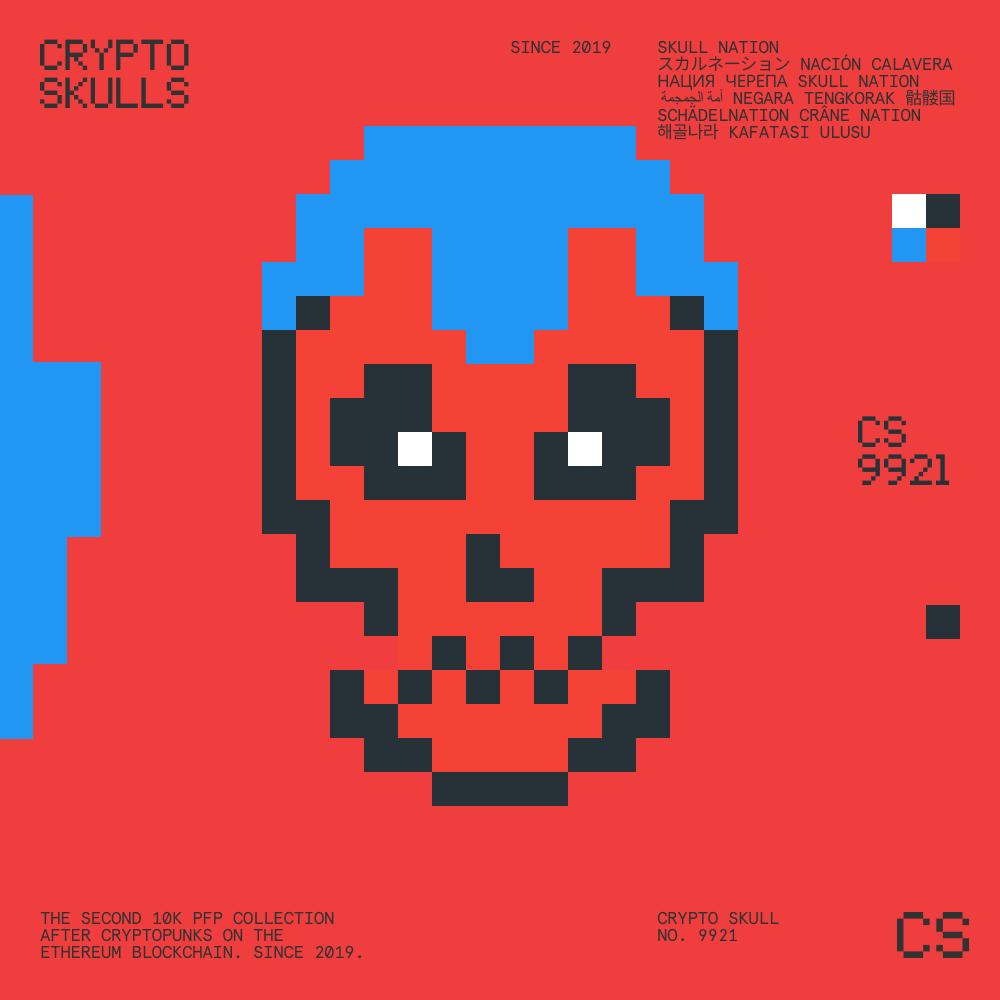 CRYPTO
SKULLS
SINCE 2019
SKULL NATION
スカルネーション NACIÓN CALAVERA
НАЦИЯ ЧЕРЕПА SKULL NATION
أمة الجمجمة NEGARA TENGKORAK 骷髅国
SCHÄDELNATION CRÂNE NATION
해골나라 KAFATASI ULUSU
CS
9921
THE SECOND 10K PFP COLLECTION
AFTER CRYPTOPUNKS ON THE
ETHEREUM BLOCKCHAIN. SINCE 2019.
CRYPTO SKULL
NO. 9921
CS